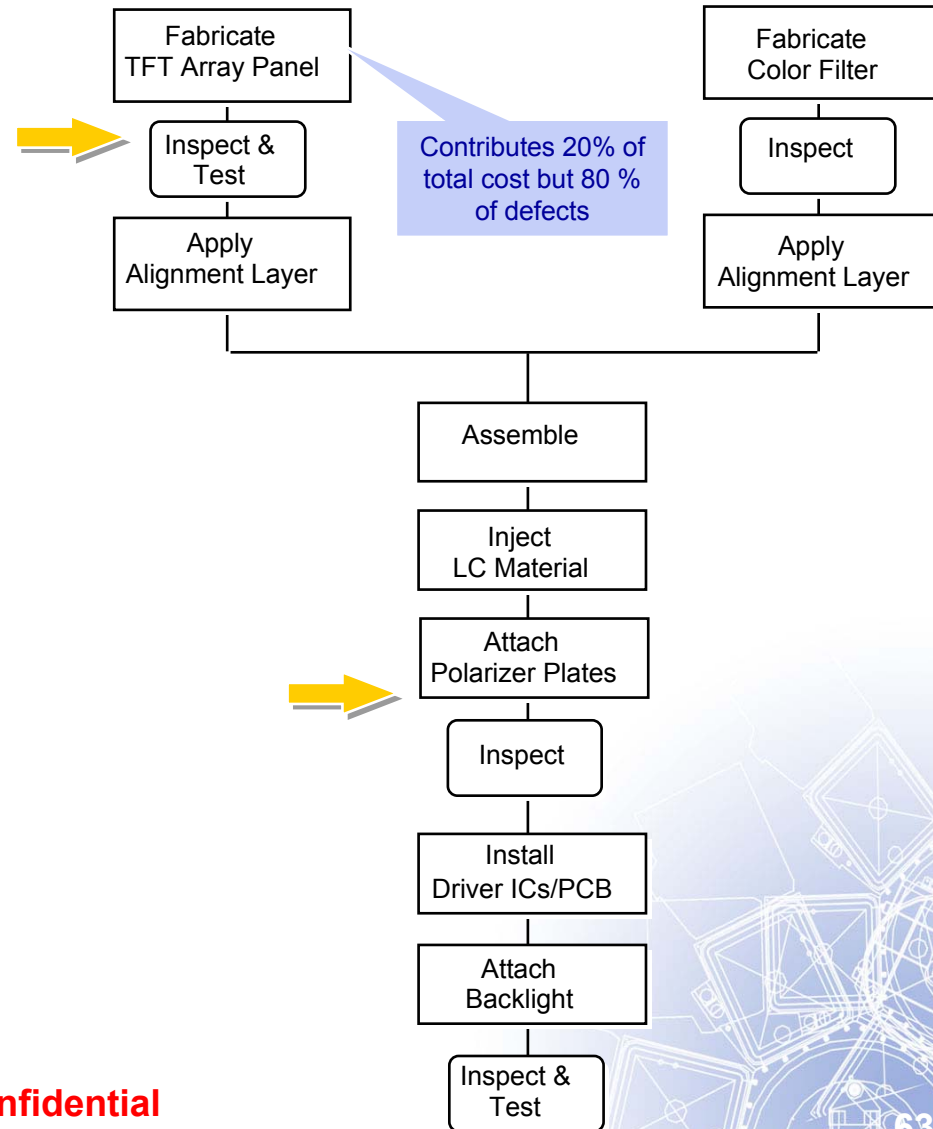 Fabricate
TFT Array Panel
Inspect &
Test
Apply
Alignment Layer
Contributes 20% of
total cost but 80 %
of defects
Fabricate
Color Filter
Inspect
Apply
Alignment Layer
Assemble
Inject
LC Material
Attach
Polarizer Plates
Inspect
Install
Driver ICs/PCB
Attach
Backlight
Inspect &
Test
nfidential
63